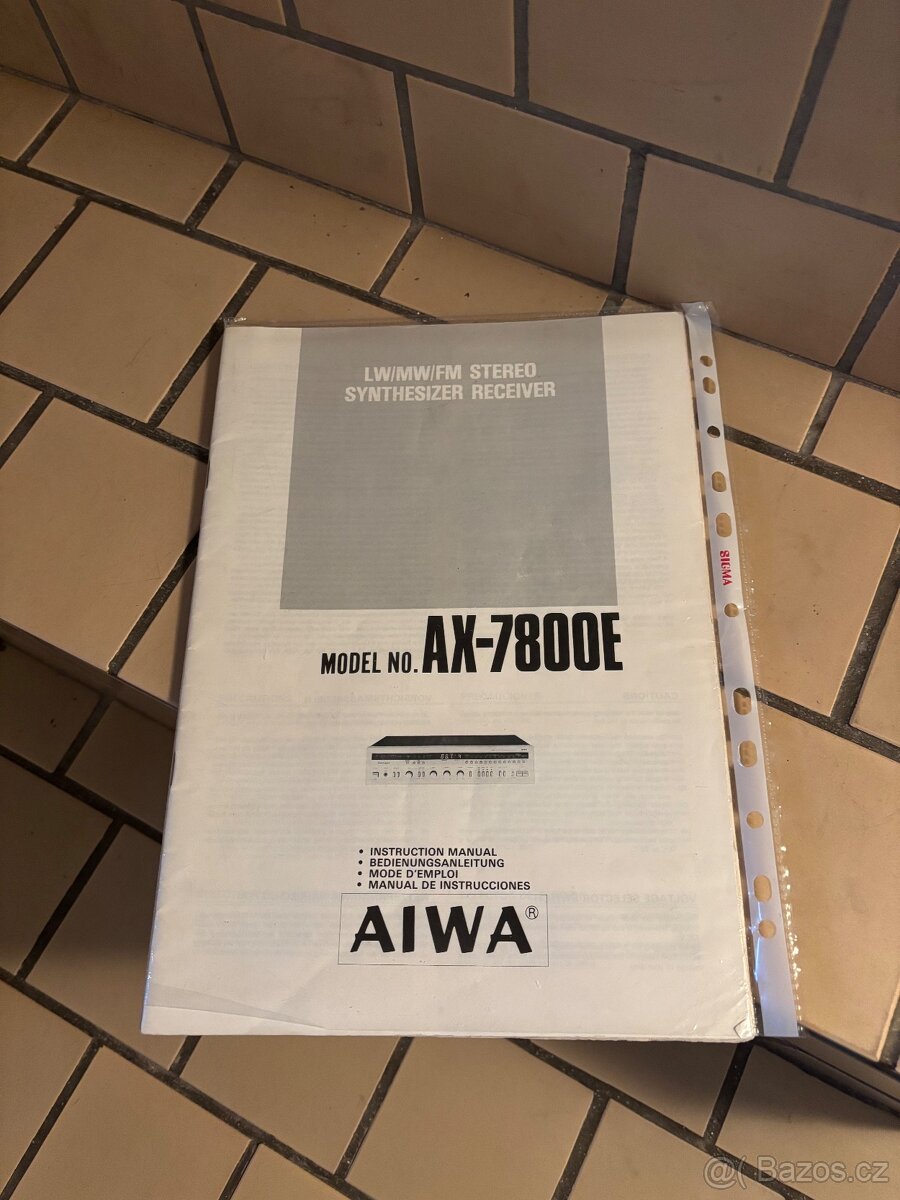 LW/MW/FM STEREO
SYNTHESIZER RECEIVER
MODEL NO. AX-7800E
• INSTRUCTION MANUAL
• BEDIENUNGSANLEITUNG
• MODE D'EMPLOI
• MANUAL DE INSTRUCCIONES
AIWA®
SIGMA
@( Bazos.cz